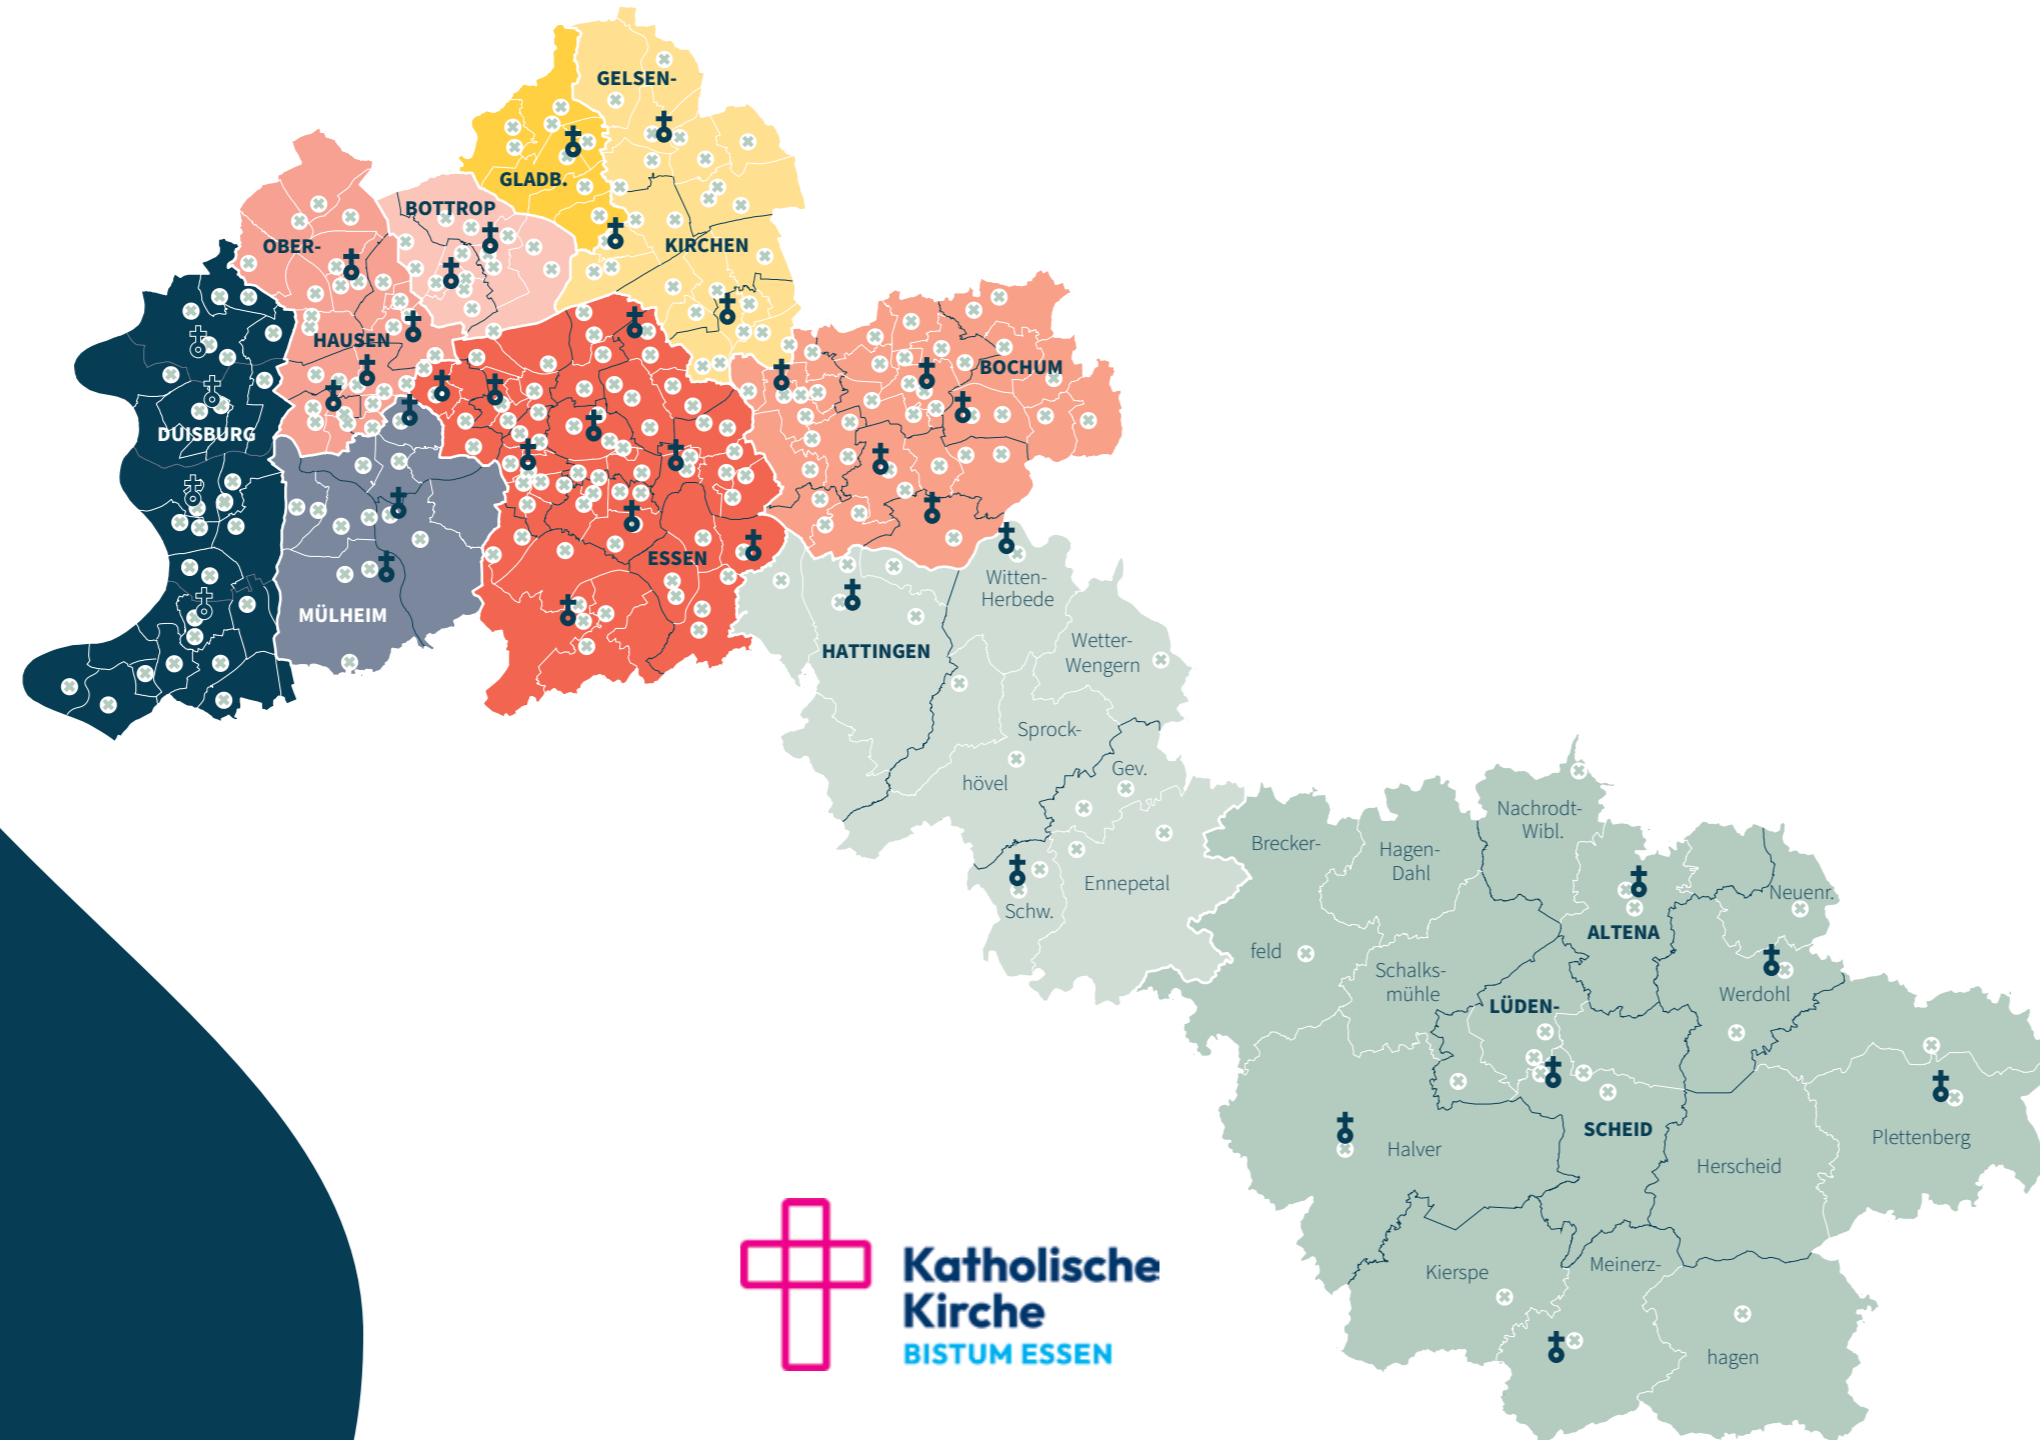 GELSEN-
GLADB.
BOTTROP
OBER-
KIRCHEN
HAUSEN
BOCHUM
DUISBURG
ESSEN
MÜLHEIM
Witten-
Herbede
HATTINGEN
Wetter-
Wengern
Sprock-
hövel
Gev.
Ennepetal
Schw.
Brecker-
feld
Hagen-
Dahl
Nachrodt-
Wibl.
Neuenr.
ALTENA
Schalks-
mühle
Werdohl
LÜDEN-
SCHEID
Halver
Herscheid
Plettenberg
Kierspe
Meinerz-
hagen
Katholische
Kirche
BISTUM ESSEN